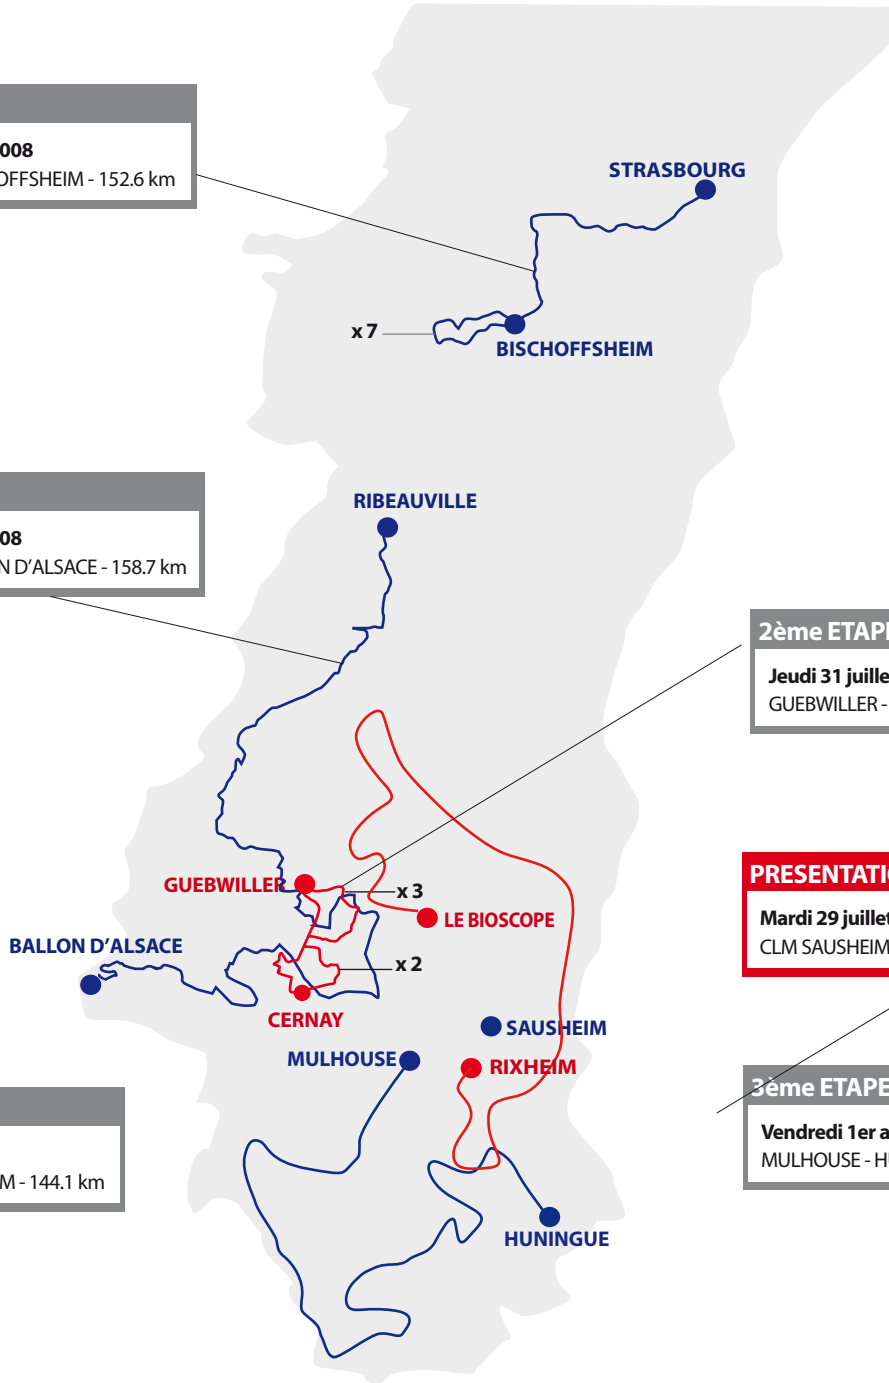 008
OFFSHEIM - 152.6 km
STRASBOURG
x 7
BISCHOFFSHEIM
08
N D'ALSACE - 158.7 km
RIBEAUVILLE
2ème ETAPE
Jeudi 31 juille
GUEBWILLER -
GUEBWILLER
x 3
LE BIOSCOPE
PRESENTATIO
Mardi 29 juillet
CLM SAUSHEIM
BALLON D'ALSACE
x 2
CERNAY
SAUSHEIM
MULHOUSE
RIXHEIM
3ème ETAPE
Vendredi 1er a
MULHOUSE - HU
M - 144.1 km
HUNINGUE